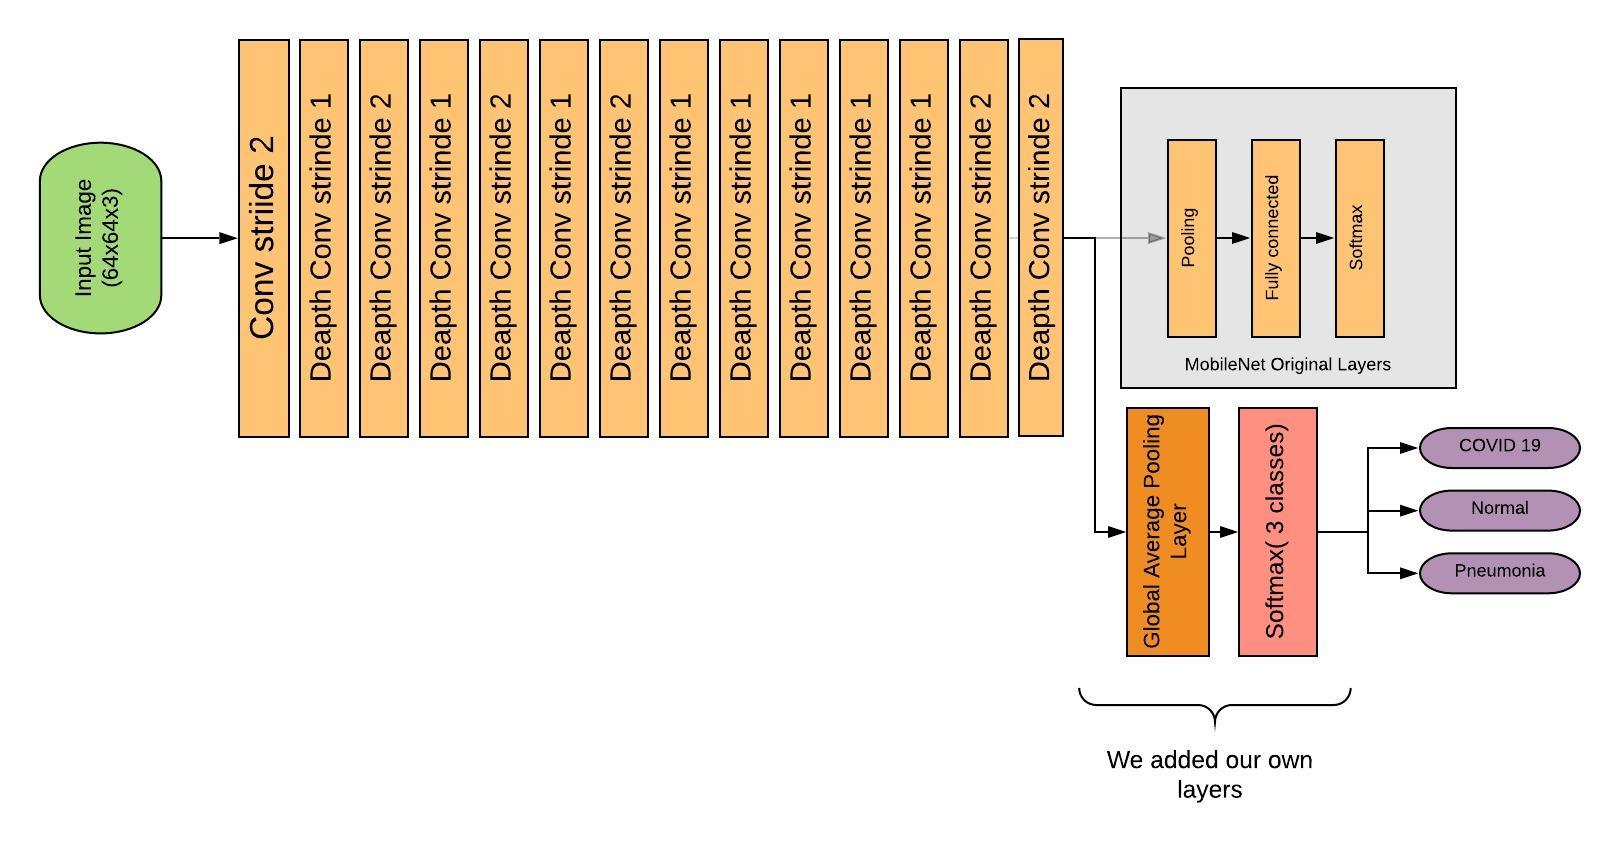 Input Image
(64x64x3)
Conv striide 2
Deapth Conv strinde 1
Deapth Conv strinde 2
Deapth Conv strinde 1
Deapth Conv strinde 2
Deapth Conv strinde 1
Deapth Conv strinde 2
Deapth Conv strinde 1
Deapth Conv strinde 1
Deapth Conv strinde 1
Deapth Conv strinde 1
Deapth Conv strinde 1
Deapth Conv strinde 2
Deapth Conv strinde 2
Pooling
Fully connected
Softmax
MobileNet Original Layers
Global Average Pooling
Layer
Softmax( 3 classes)
COVID 19
Normal
Pneumonia
We added our own
layers